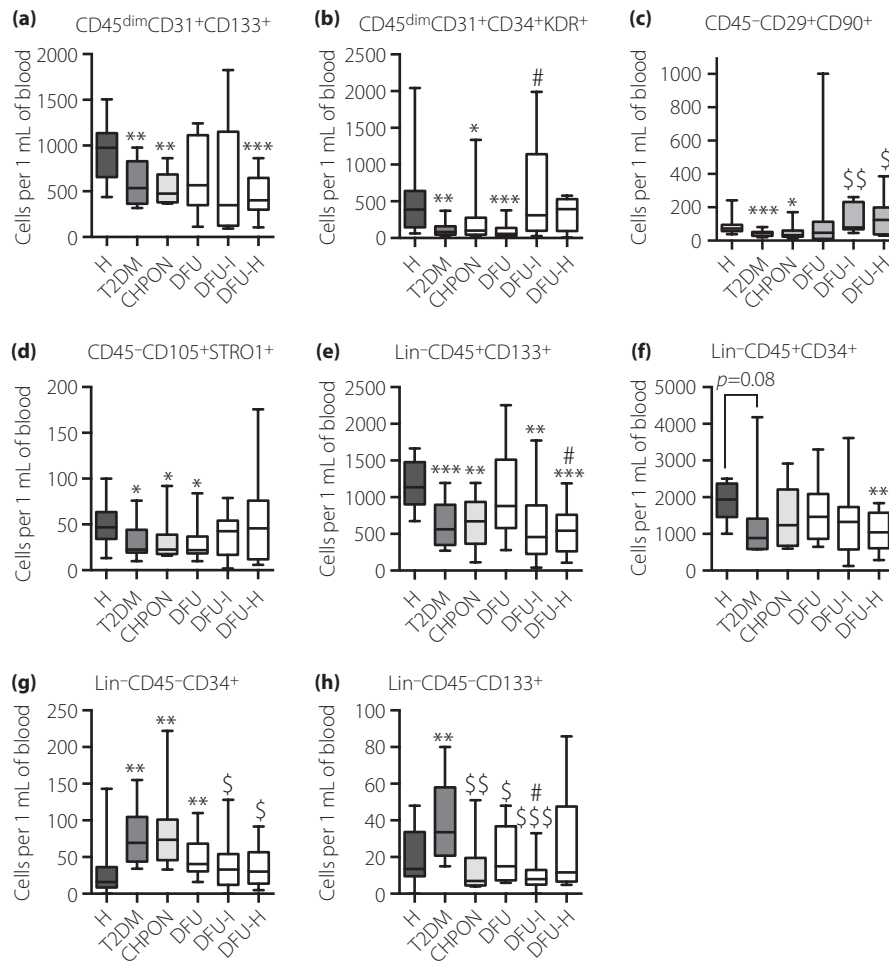 (a)
CD45dimCD31+CD133+
Cells per 1 mL of blood
2000
1500
1000
500
0
**
**
***
H
T2DM
CHPON
DFU
DFU-I
DFU-H
(b)
CD45dimCD31+CD34+KDR+
Cells per 1 mL of blood
2500
2000
1500
1000
500
0
**
*
***
#
H
T2DM
CHPON
DFU
DFU-I
DFU-H
(c)
CD45–CD29+CD90+
Cells per 1 mL of blood
1000
800
600
400
200
0
***
*
$$
$
H
T2DM
CHPON
DFU
DFU-I
DFU-H
(d)
CD45–CD105+STRO1+
Cells per 1 mL of blood
200
150
100
50
0
*
*
*
H
T2DM
CHPON
DFU
DFU-I
DFU-H
(e)
Lin–CD45+CD133+
Cells per 1 mL of blood
2500
2000
1500
1000
500
0
***
**
**
#
***
H
T2DM
CHPON
DFU
DFU-I
DFU-H
(f)
Lin–CD45+CD34+
Cells per 1 mL of blood
5000
4000
3000
2000
1000
0
p=0.08
**
H
T2DM
CHPON
DFU
DFU-I
DFU-H
(g)
Lin–CD45–CD34+
Cells per 1 mL of blood
250
200
150
100
50
0
**
**
**
$
$
H
T2DM
CHPON
DFU
DFU-I
DFU-H
(h)
Lin–CD45–CD133+
Cells per 1 mL of blood
100
80
60
40
20
0
**
$$
$
#
$$$
H
T2DM
CHPON
DFU
DFU-I
DFU-H